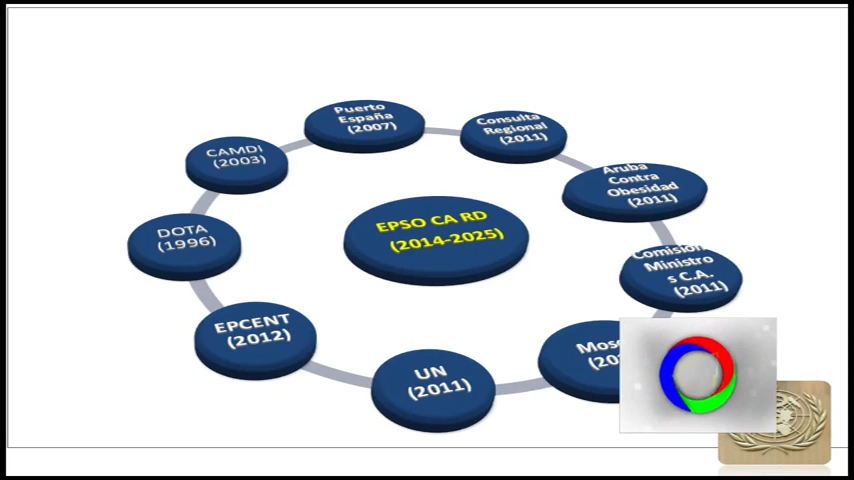 Puerto
España
(2007)
Consulta
Regional
(2011)
Aruba
Contra
Obesidad
(2011)
Comisión
Ministro
s C.A.
(2011)
UN
(2011)
EPCENT
(2012)
DOTA
(1996)
CAMDI
(2003)
EPSO CA RD
(2014-2025)